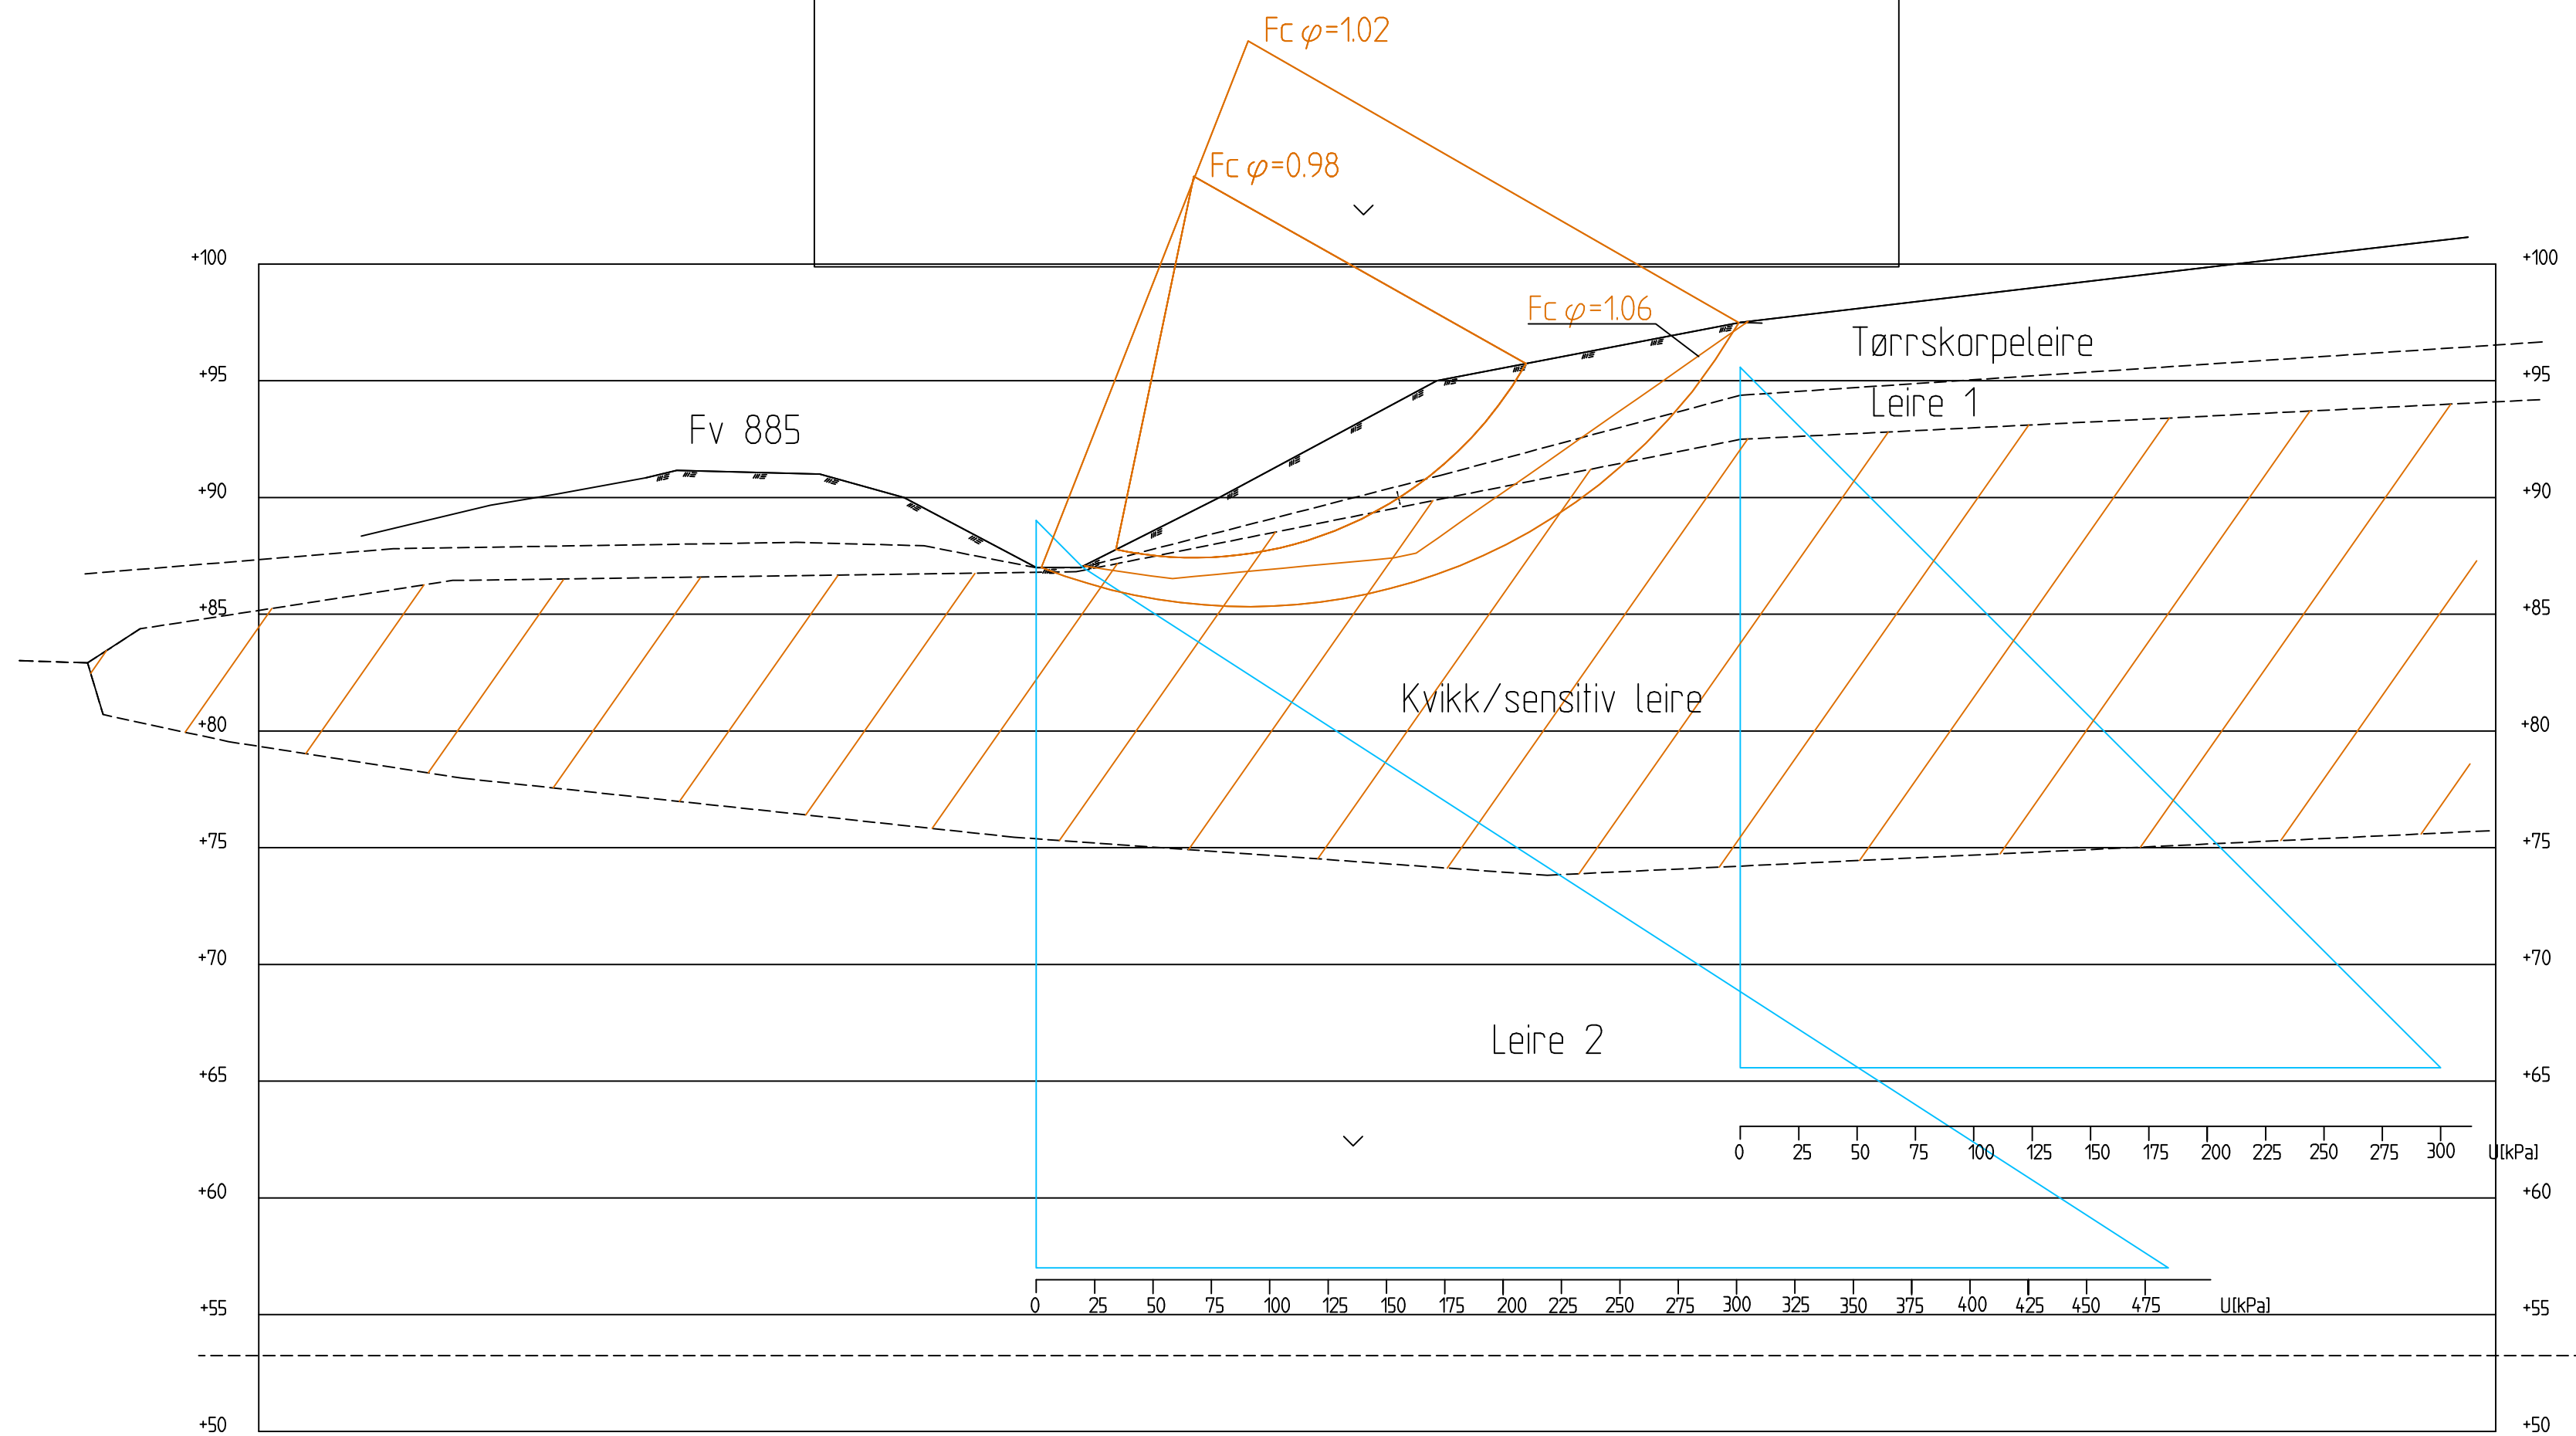 Fc φ=1.02
Fc φ=0.98
+100 +100
Fc φ=1.06
Tørrskorpeleire
+95 +95
Leire 1
Fv 885
+90 +90
+85 +85
Kvikk/sensitiv leire
+80 +80
+75 +75
+70 +70
Leire 2
+65 +65
0 25 50 75 100 125 150 175 200 225 250 275 300 U[kPa]
+60 +60
0 25 50 75 100 125 150 175 200 225 250 275 300 325 350 375 400 425 450 475 U[kPa]
+55 +55
+50 +50